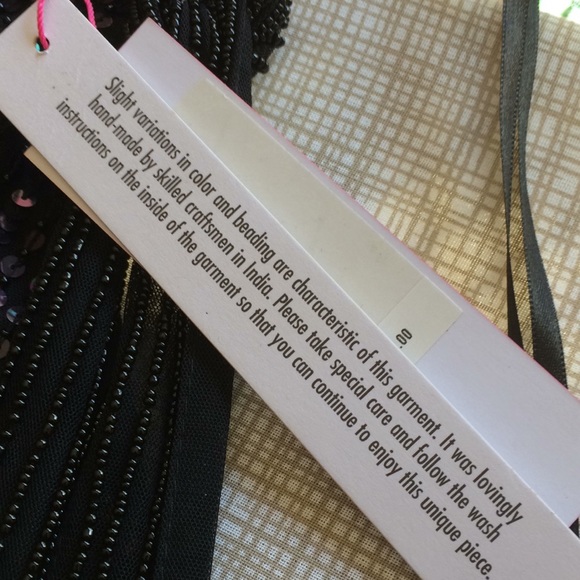 Slight variations in color and beading are characteristic of this garment. It was lovingly
hand-made by skilled craftsmen in India. Please take special care and follow the wash
instructions on the inside of the garment so that you can continue to enjoy this unique piece.
.00